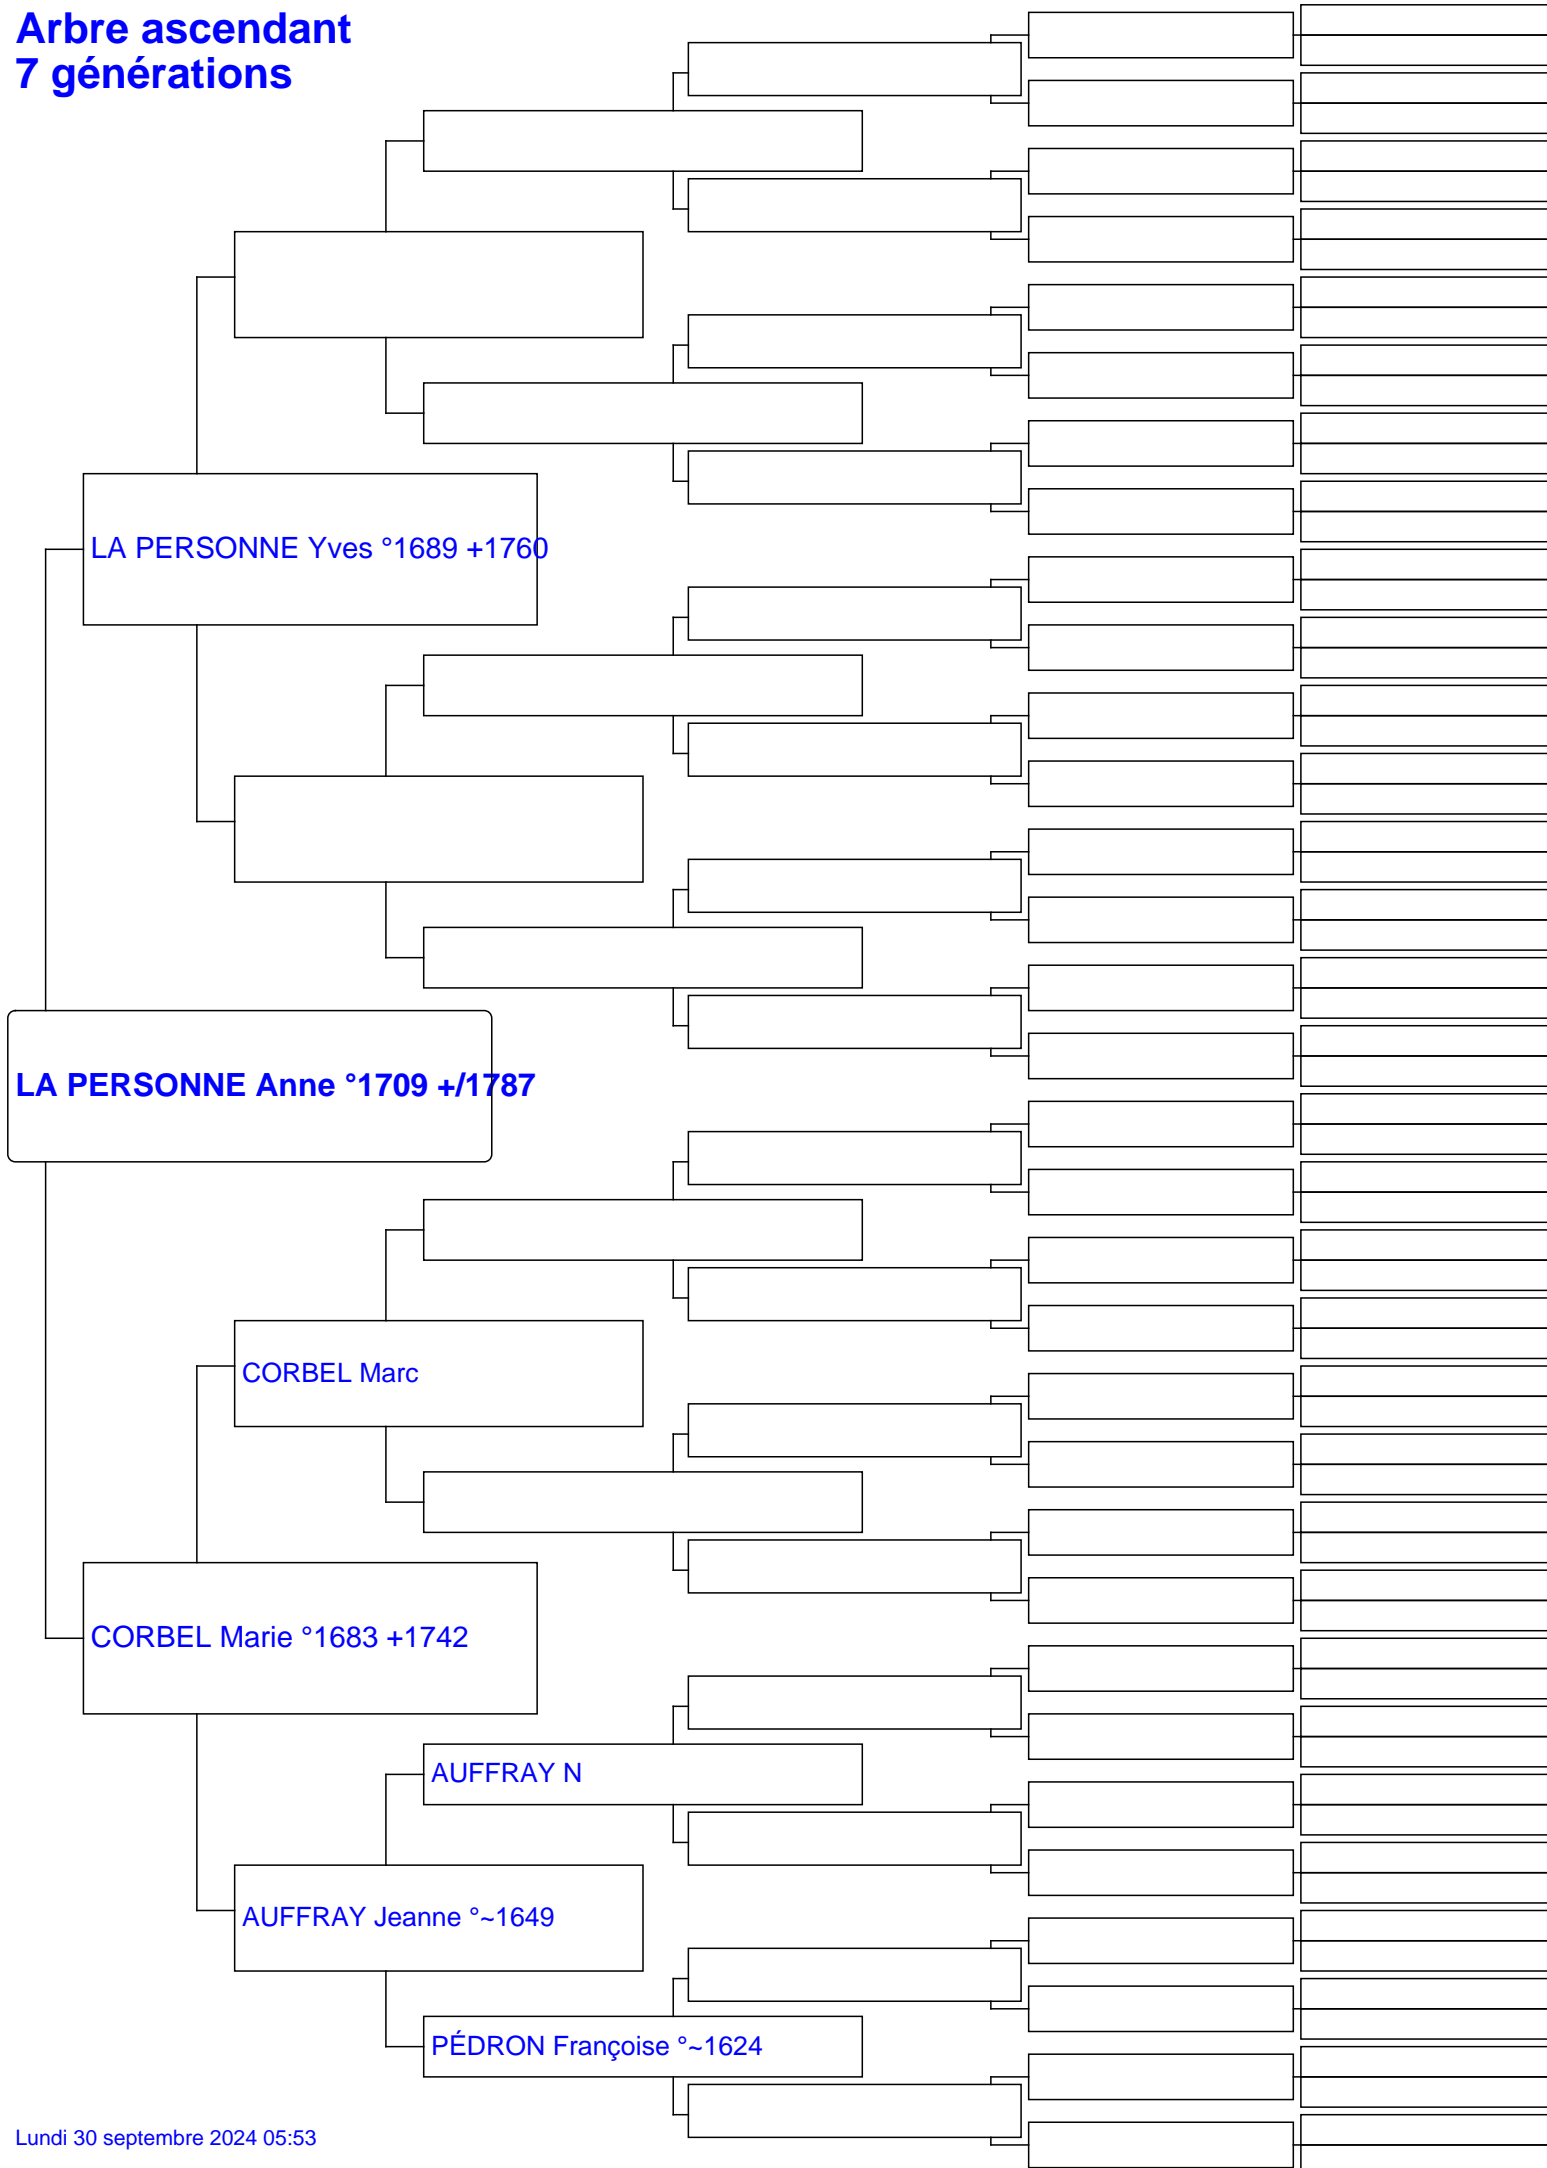 Arbre ascendant
7 générations
LA PERSONNE Yves °1689 +1760
LA PERSONNE Anne °1709 +/1787
CORBEL Marc
CORBEL Marie °1683 +1742
AUFFRAY N
AUFFRAY Jeanne °~1649
PÉDRON Françoise °~1624
Lundi 30 septembre 2024 05:53